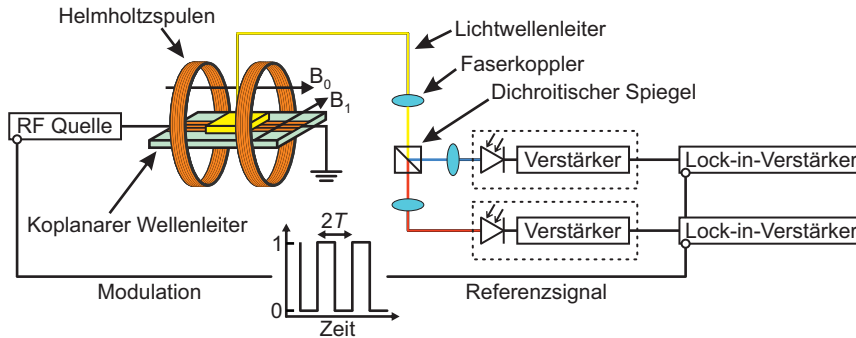 Helmholtzspulen
Lichtwellenleiter
Faserkoppler
Dichroitischer Spiegel
B0
B1
RF Quelle
Verstärker
Lock-in-Verstärker
Koplanarer Wellenleiter
Verstärker
Lock-in-Verstärker
2T
1
0
Modulation
Referenzsignal
Zeit